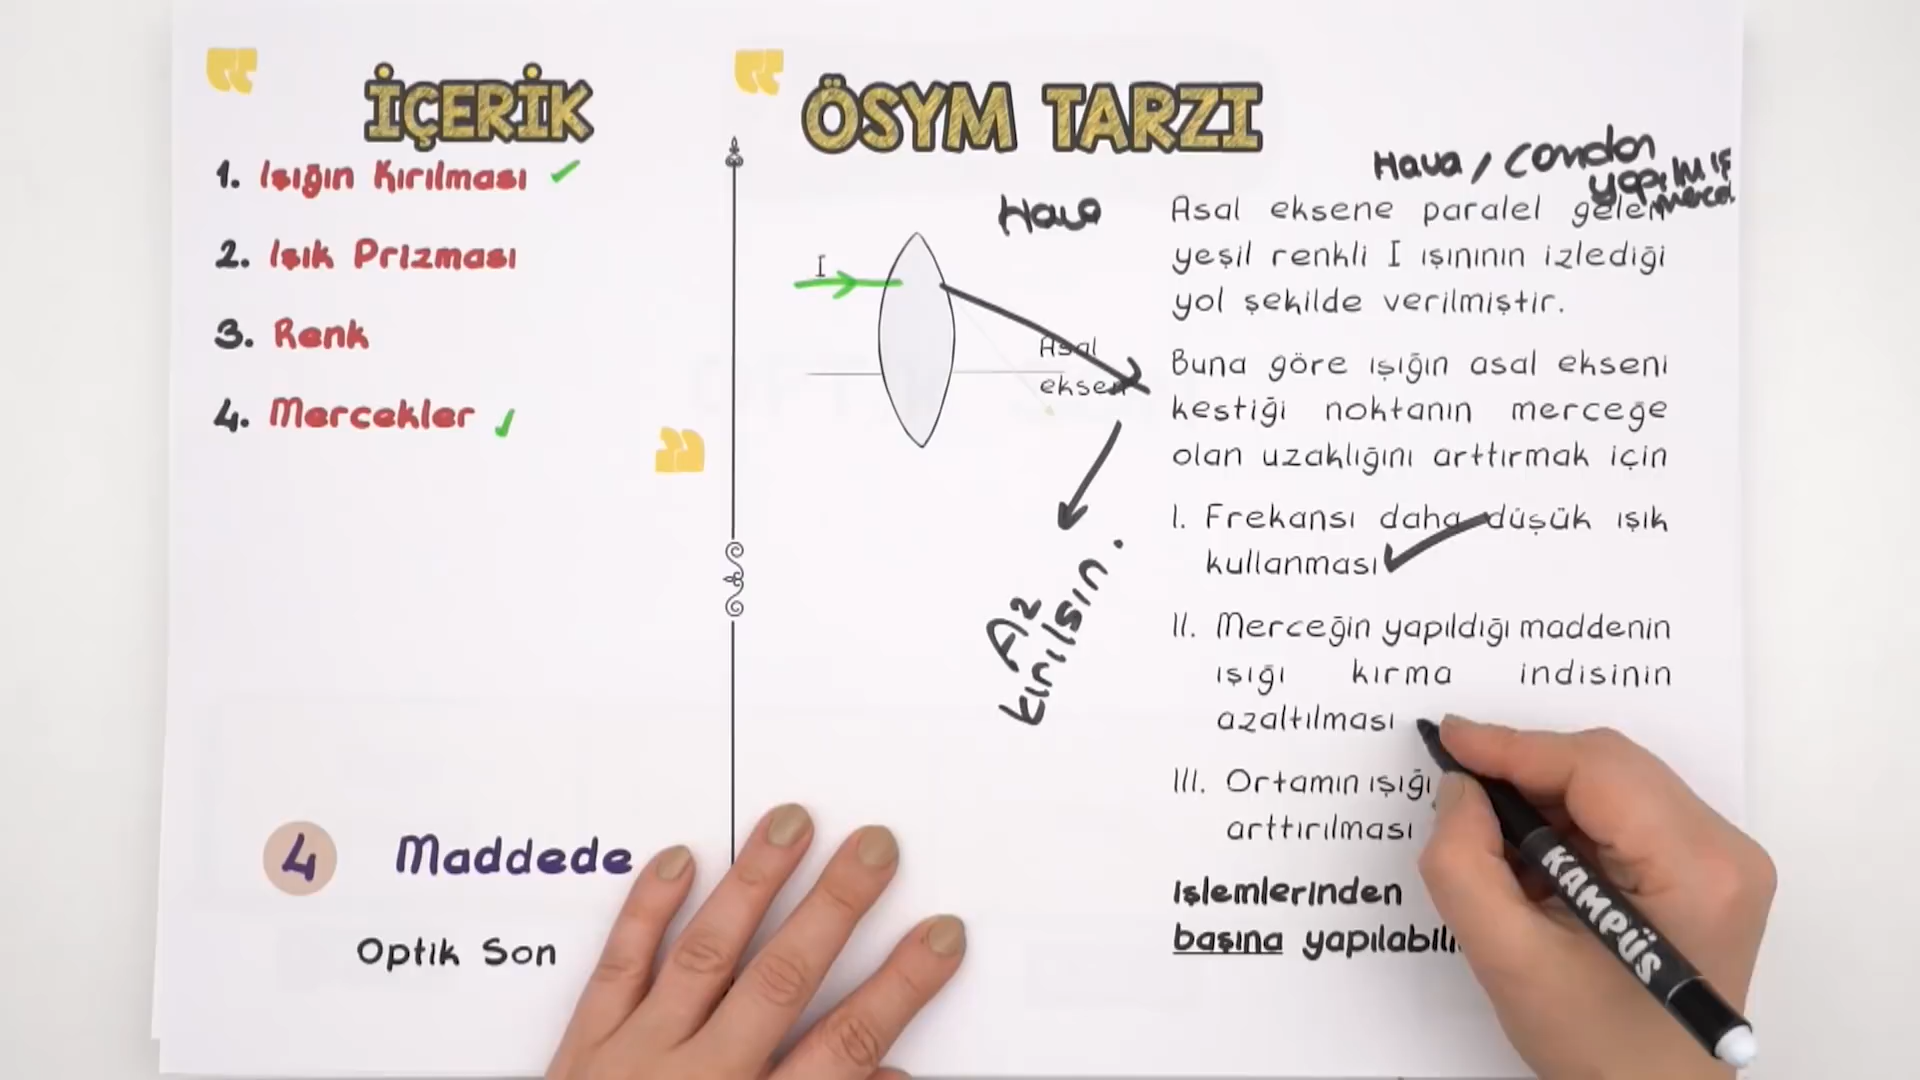 İÇERİK
1. Işığın Kırılması
2. Işık Prizması
3. Renk
4. Mercekler
4 Maddede
Optik Son
ÖSYM TARZI
Hava / Camdan
yapılmış
Hava
I
Asal
eksen
Az
kırılsın.
Asal eksene paralel gelen
yeşil renkli I ışınının izlediği
yol şekilde verilmiştir.
Buna göre ışığın asal ekseni
kestiği noktanın merceğe
olan uzaklığını arttırmak için
I. Frekansı daha düşük ışık
kullanması
II. Merceğin yapıldığı maddenin
ışığı kırma indisinin
azaltılması
III. Ortamın ışığı
arttırılması
işlemlerinden
başına
KAMPÜS